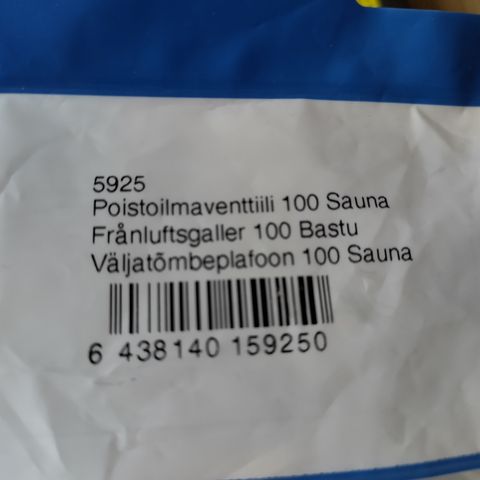 5925
Poistoilmaventtiili 100 Sauna
Frånluftsgaller 100 Bastu
Väljatõmbeplafoon 100 Sauna
6 438140 159250